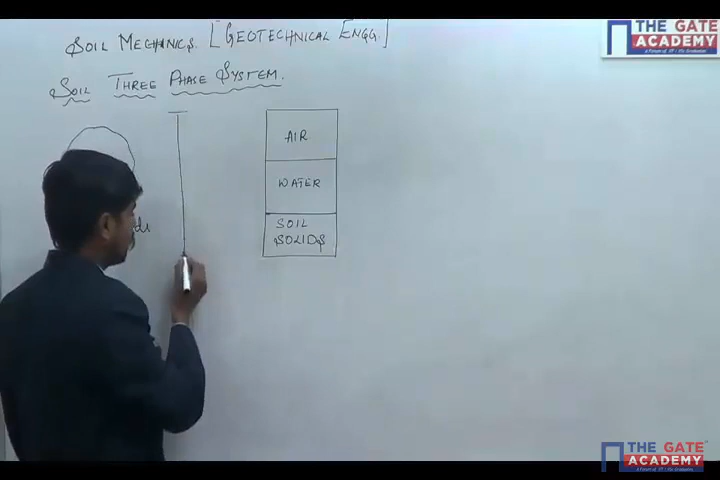 SOIL MECHANICS. [GEOTECHNICAL ENGG.]
SOIL THREE PHASE SYSTEM.
AIR
WATER
SOIL
SOLIDS
THE GATE
ACADEMY
THE GATE
ACADEMY